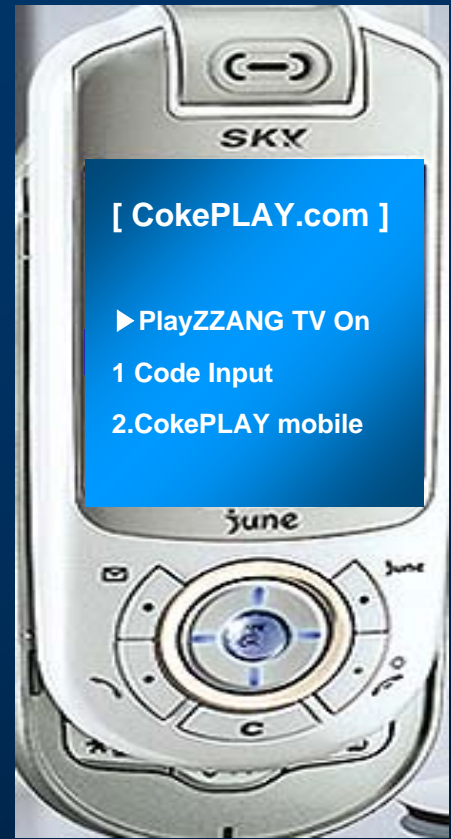 SKY
[ CokePLAY.com ]
▶PlayZZANG TV On
1 Code Input
2.CokePLAY mobile
june
June
C